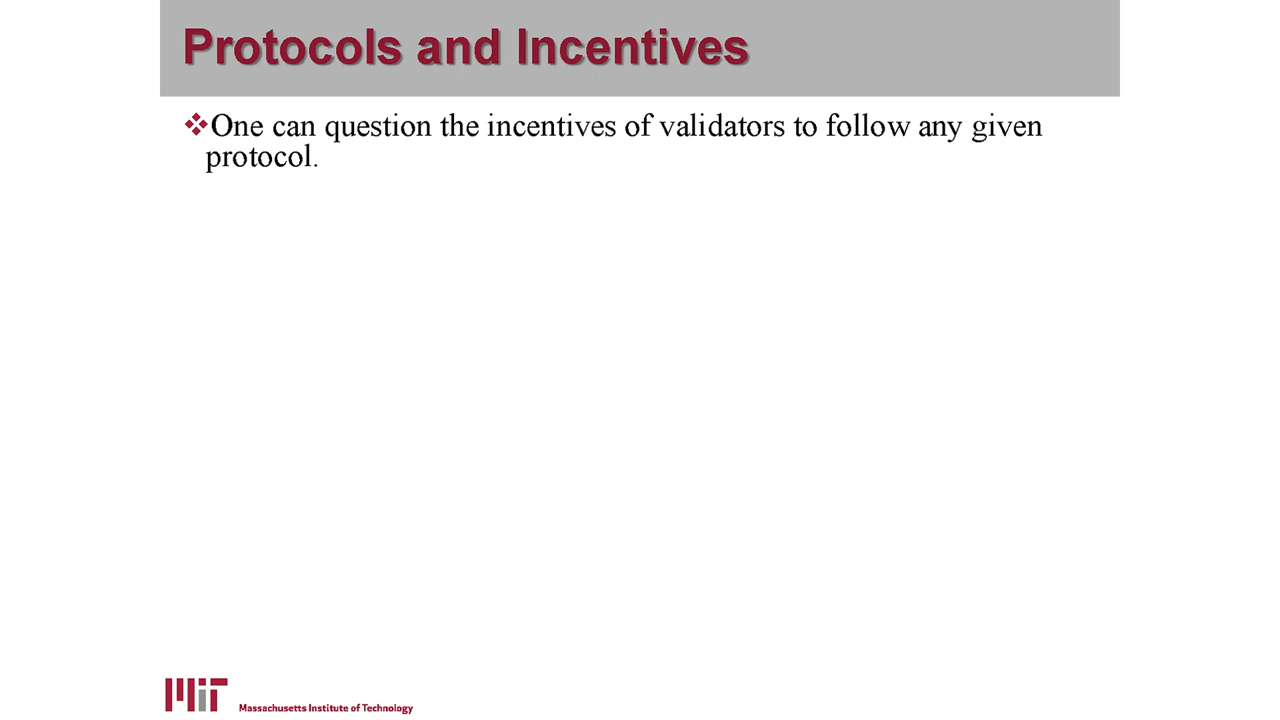 Protocols and Incentives
❖One can question the incentives of validators to follow any given
protocol.
MIT
Massachusetts Institute of Technology